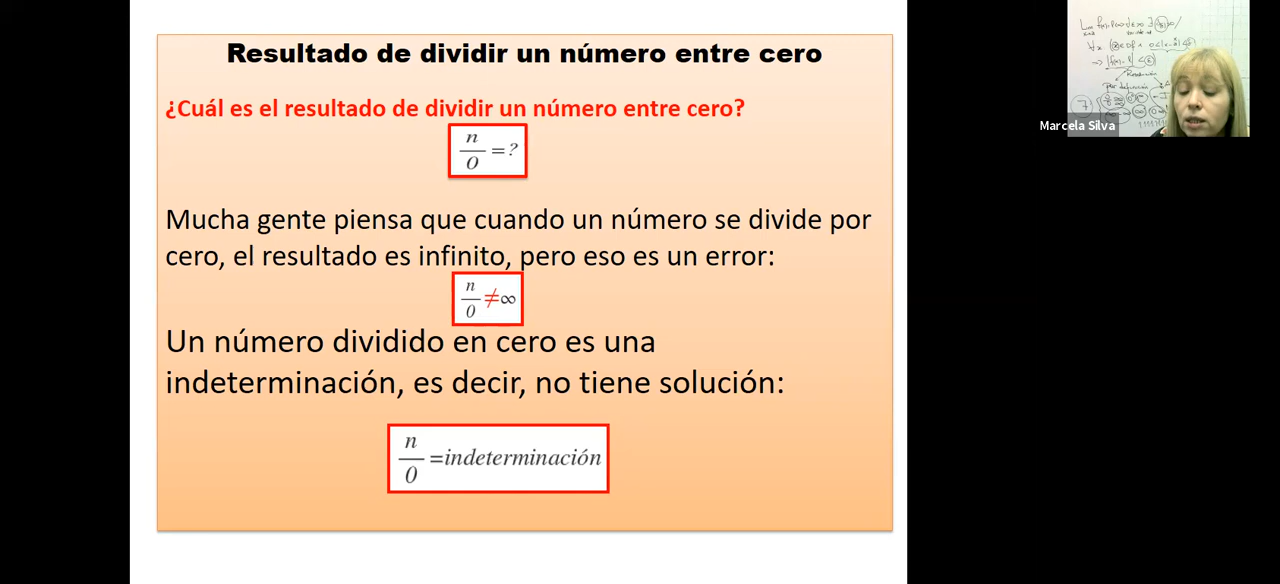 Resultado de dividir un número entre cero
¿Cuál es el resultado de dividir un número entre cero?
n/0 = ?
Mucha gente piensa que cuando un número se divide por
cero, el resultado es infinito, pero eso es un error:
n/0 ≠ ∞
Un número dividido en cero es una
indeterminación, es decir, no tiene solución:
n/0 =indeterminación
Marcela Silva